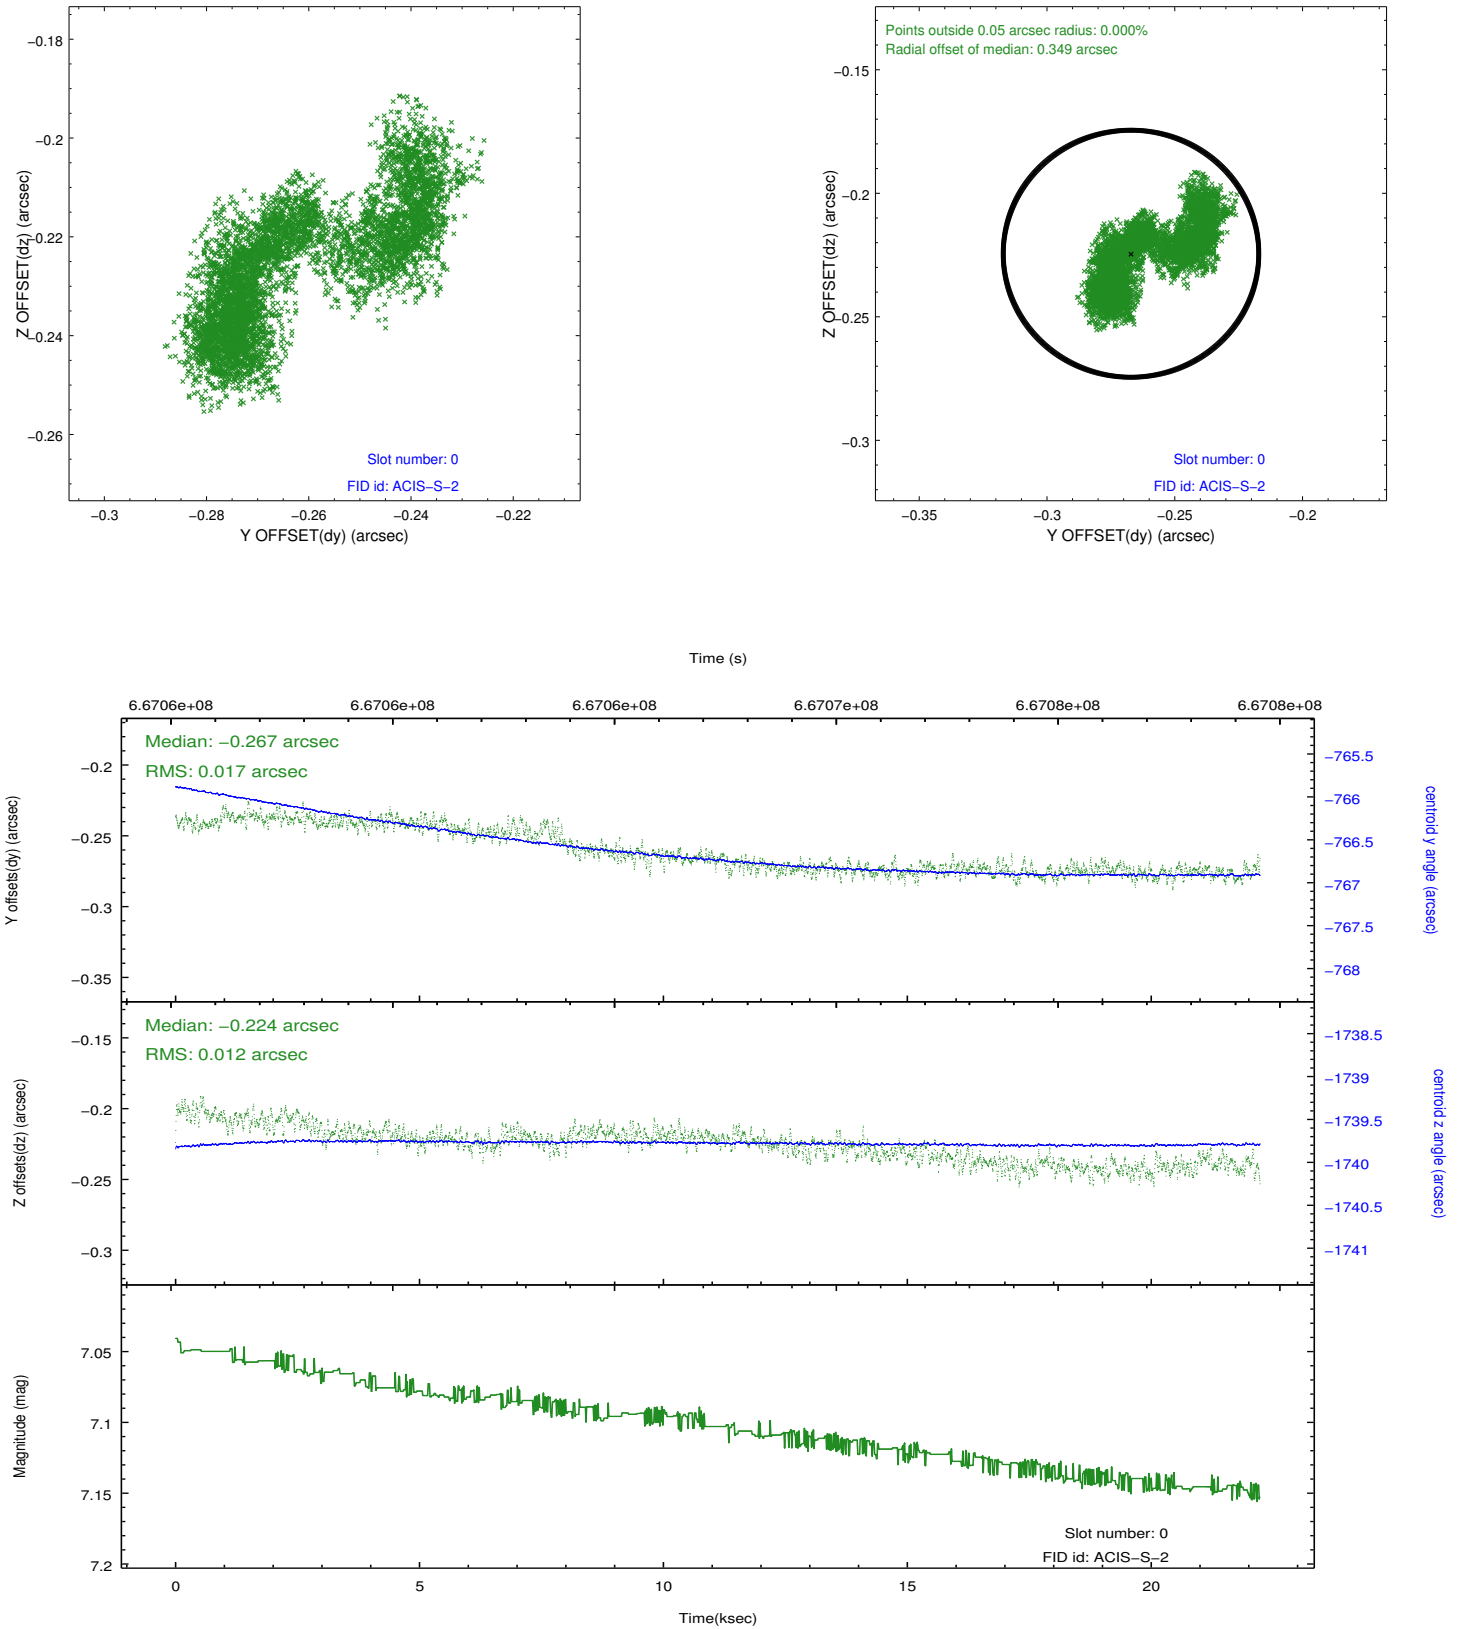 −0.18
−0.2
−0.22
−0.24
−0.26
Z OFFSET(dz) (arcsec)
Slot number: 0
FID id: ACIS−S−2
−0.3
−0.28
−0.26
−0.24
−0.22
Y OFFSET(dy) (arcsec)
Points outside 0.05 arcsec radius: 0.000%
Radial offset of median: 0.349 arcsec
−0.15
−0.2
−0.25
−0.3
Z OFFSET(dz) (arcsec)
Slot number: 0
FID id: ACIS−S−2
−0.35
−0.3
−0.25
−0.2
Y OFFSET(dy) (arcsec)
Time (s)
6.6706e+08
6.6706e+08
6.6706e+08
6.6707e+08
6.6708e+08
6.6708e+08
Median: −0.267 arcsec
RMS: 0.017 arcsec
−0.2
−0.25
−0.3
−0.35
Y offsets(dy) (arcsec)
−765.5
−766
−766.5
−767
−767.5
−768
centroid y angle (arcsec)
Median: −0.224 arcsec
RMS: 0.012 arcsec
−0.15
−0.2
−0.25
−0.3
Z offsets(dz) (arcsec)
−1738.5
−1739
−1739.5
−1740
−1740.5
−1741
centroid z angle (arcsec)
7.05
7.1
7.15
7.2
Magnitude (mag)
Slot number: 0
FID id: ACIS−S−2
0
5
10
15
20
Time(ksec)